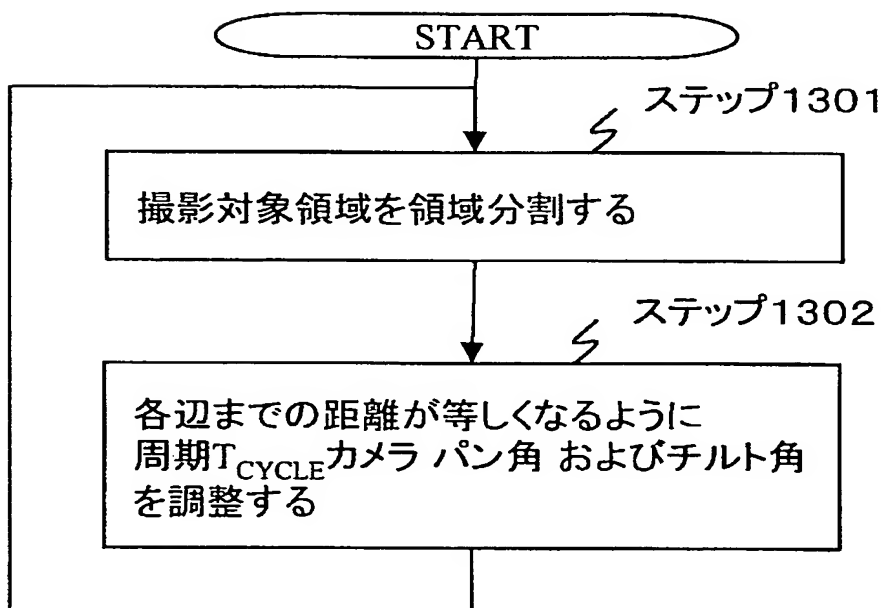 START
ステップ1301
撮影対象領域を領域分割する
ステップ1302
各辺までの距離が等しくなるように
周期TCYCLEカメラ パン角 およびチルト角
を調整する